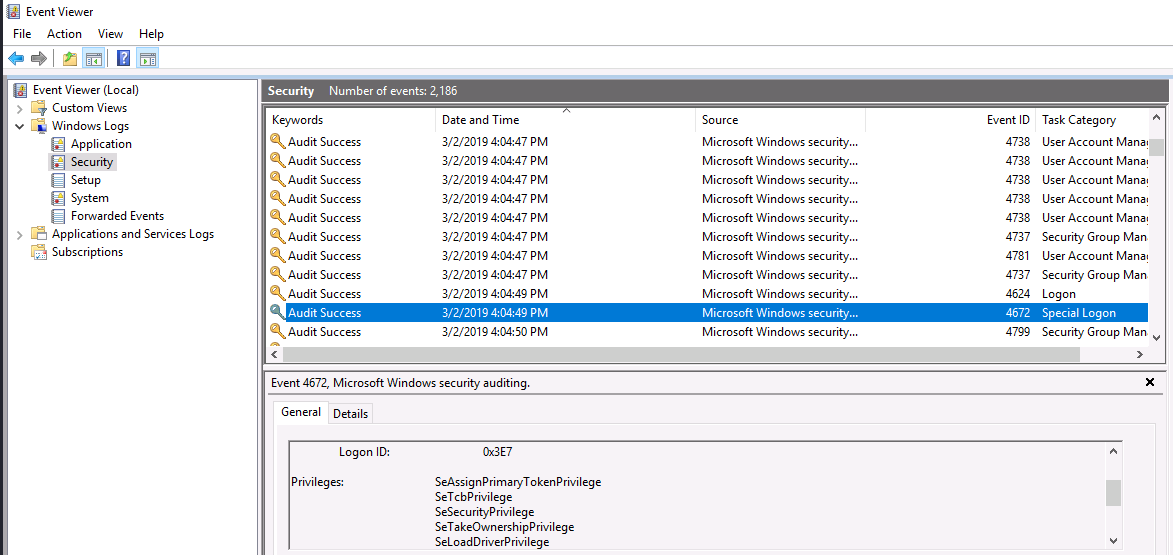 Event Viewer
File Action View Help
Event Viewer (Local)
Custom Views
Windows Logs
Application
Security
Setup
System
Forwarded Events
Applications and Services Logs
Subscriptions
Security Number of events: 2,186
Keywords Date and Time Source Event ID Task Category
Audit Success 3/2/2019 4:04:47 PM Microsoft Windows security... 4738 User Account Mana
Audit Success 3/2/2019 4:04:47 PM Microsoft Windows security... 4738 User Account Mana
Audit Success 3/2/2019 4:04:47 PM Microsoft Windows security... 4738 User Account Mana
Audit Success 3/2/2019 4:04:47 PM Microsoft Windows security... 4738 User Account Mana
Audit Success 3/2/2019 4:04:47 PM Microsoft Windows security... 4738 User Account Mana
Audit Success 3/2/2019 4:04:47 PM Microsoft Windows security... 4737 Security Group Man
Audit Success 3/2/2019 4:04:47 PM Microsoft Windows security... 4781 User Account Mana
Audit Success 3/2/2019 4:04:47 PM Microsoft Windows security... 4737 Security Group Man
Audit Success 3/2/2019 4:04:49 PM Microsoft Windows security... 4624 Logon
Audit Success 3/2/2019 4:04:49 PM Microsoft Windows security... 4672 Special Logon
Audit Success 3/2/2019 4:04:50 PM Microsoft Windows security... 4799 Security Group Man
Event 4672, Microsoft Windows security auditing.
General Details
Logon ID: 0x3E7
Privileges: SeAssignPrimaryTokenPrivilege
SeTcbPrivilege
SeSecurityPrivilege
SeTakeOwnershipPrivilege
SeLoadDriverPrivilege